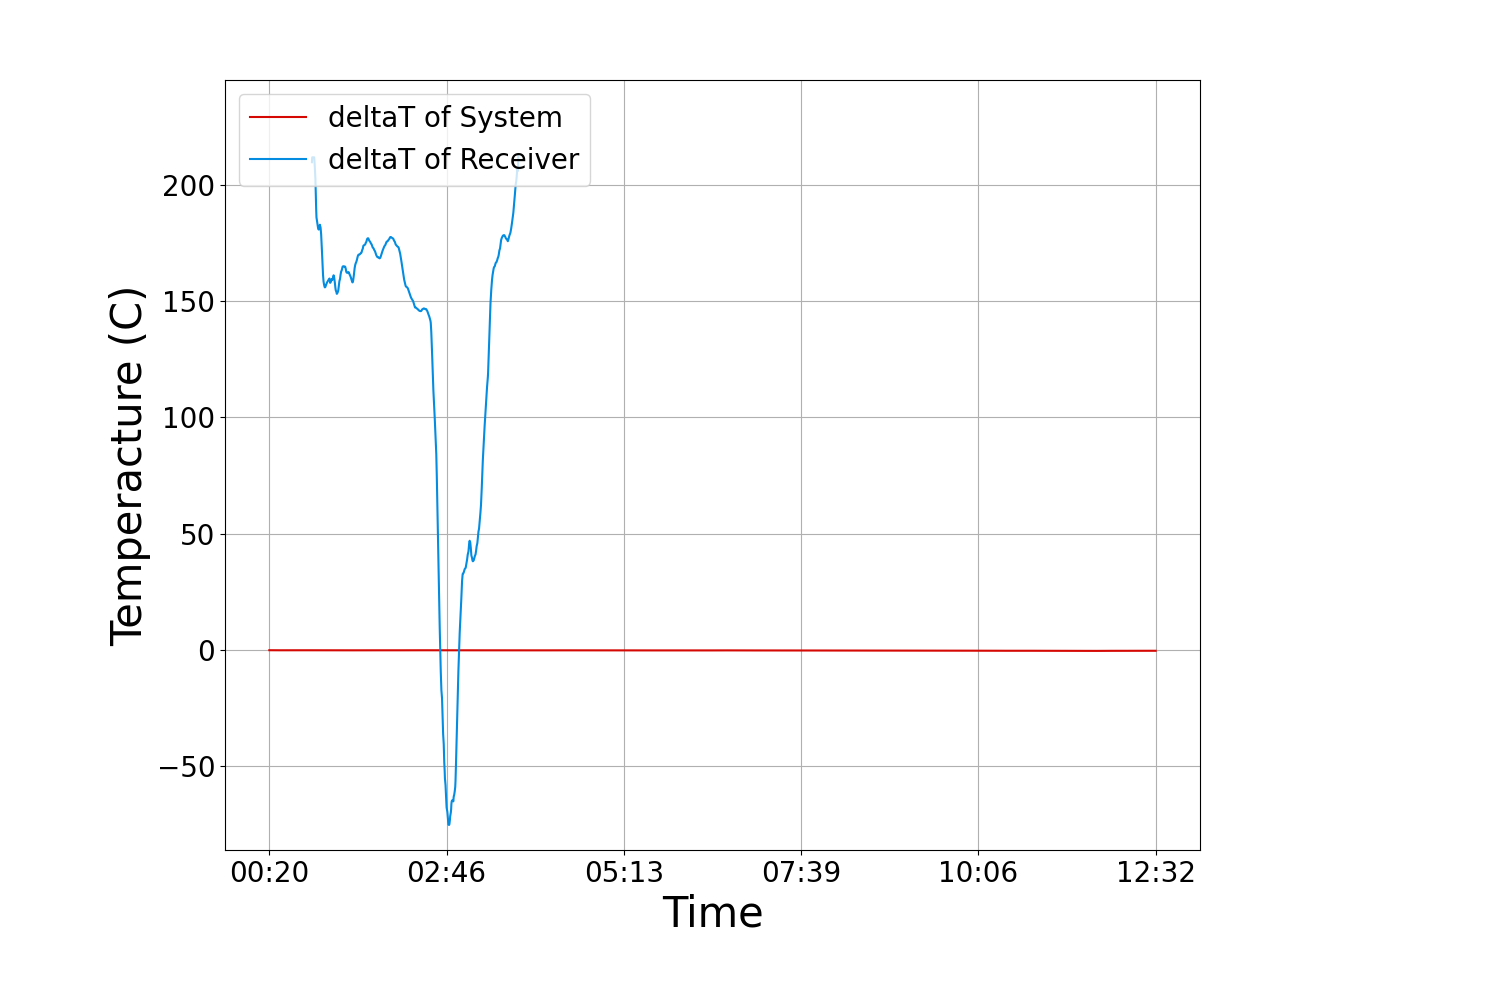 deltaT of System
deltaT of Receiver
200
150
100
50
0
−50
Temperacture (C)
00:20 02:46 05:13 07:39 10:06 12:32
Time